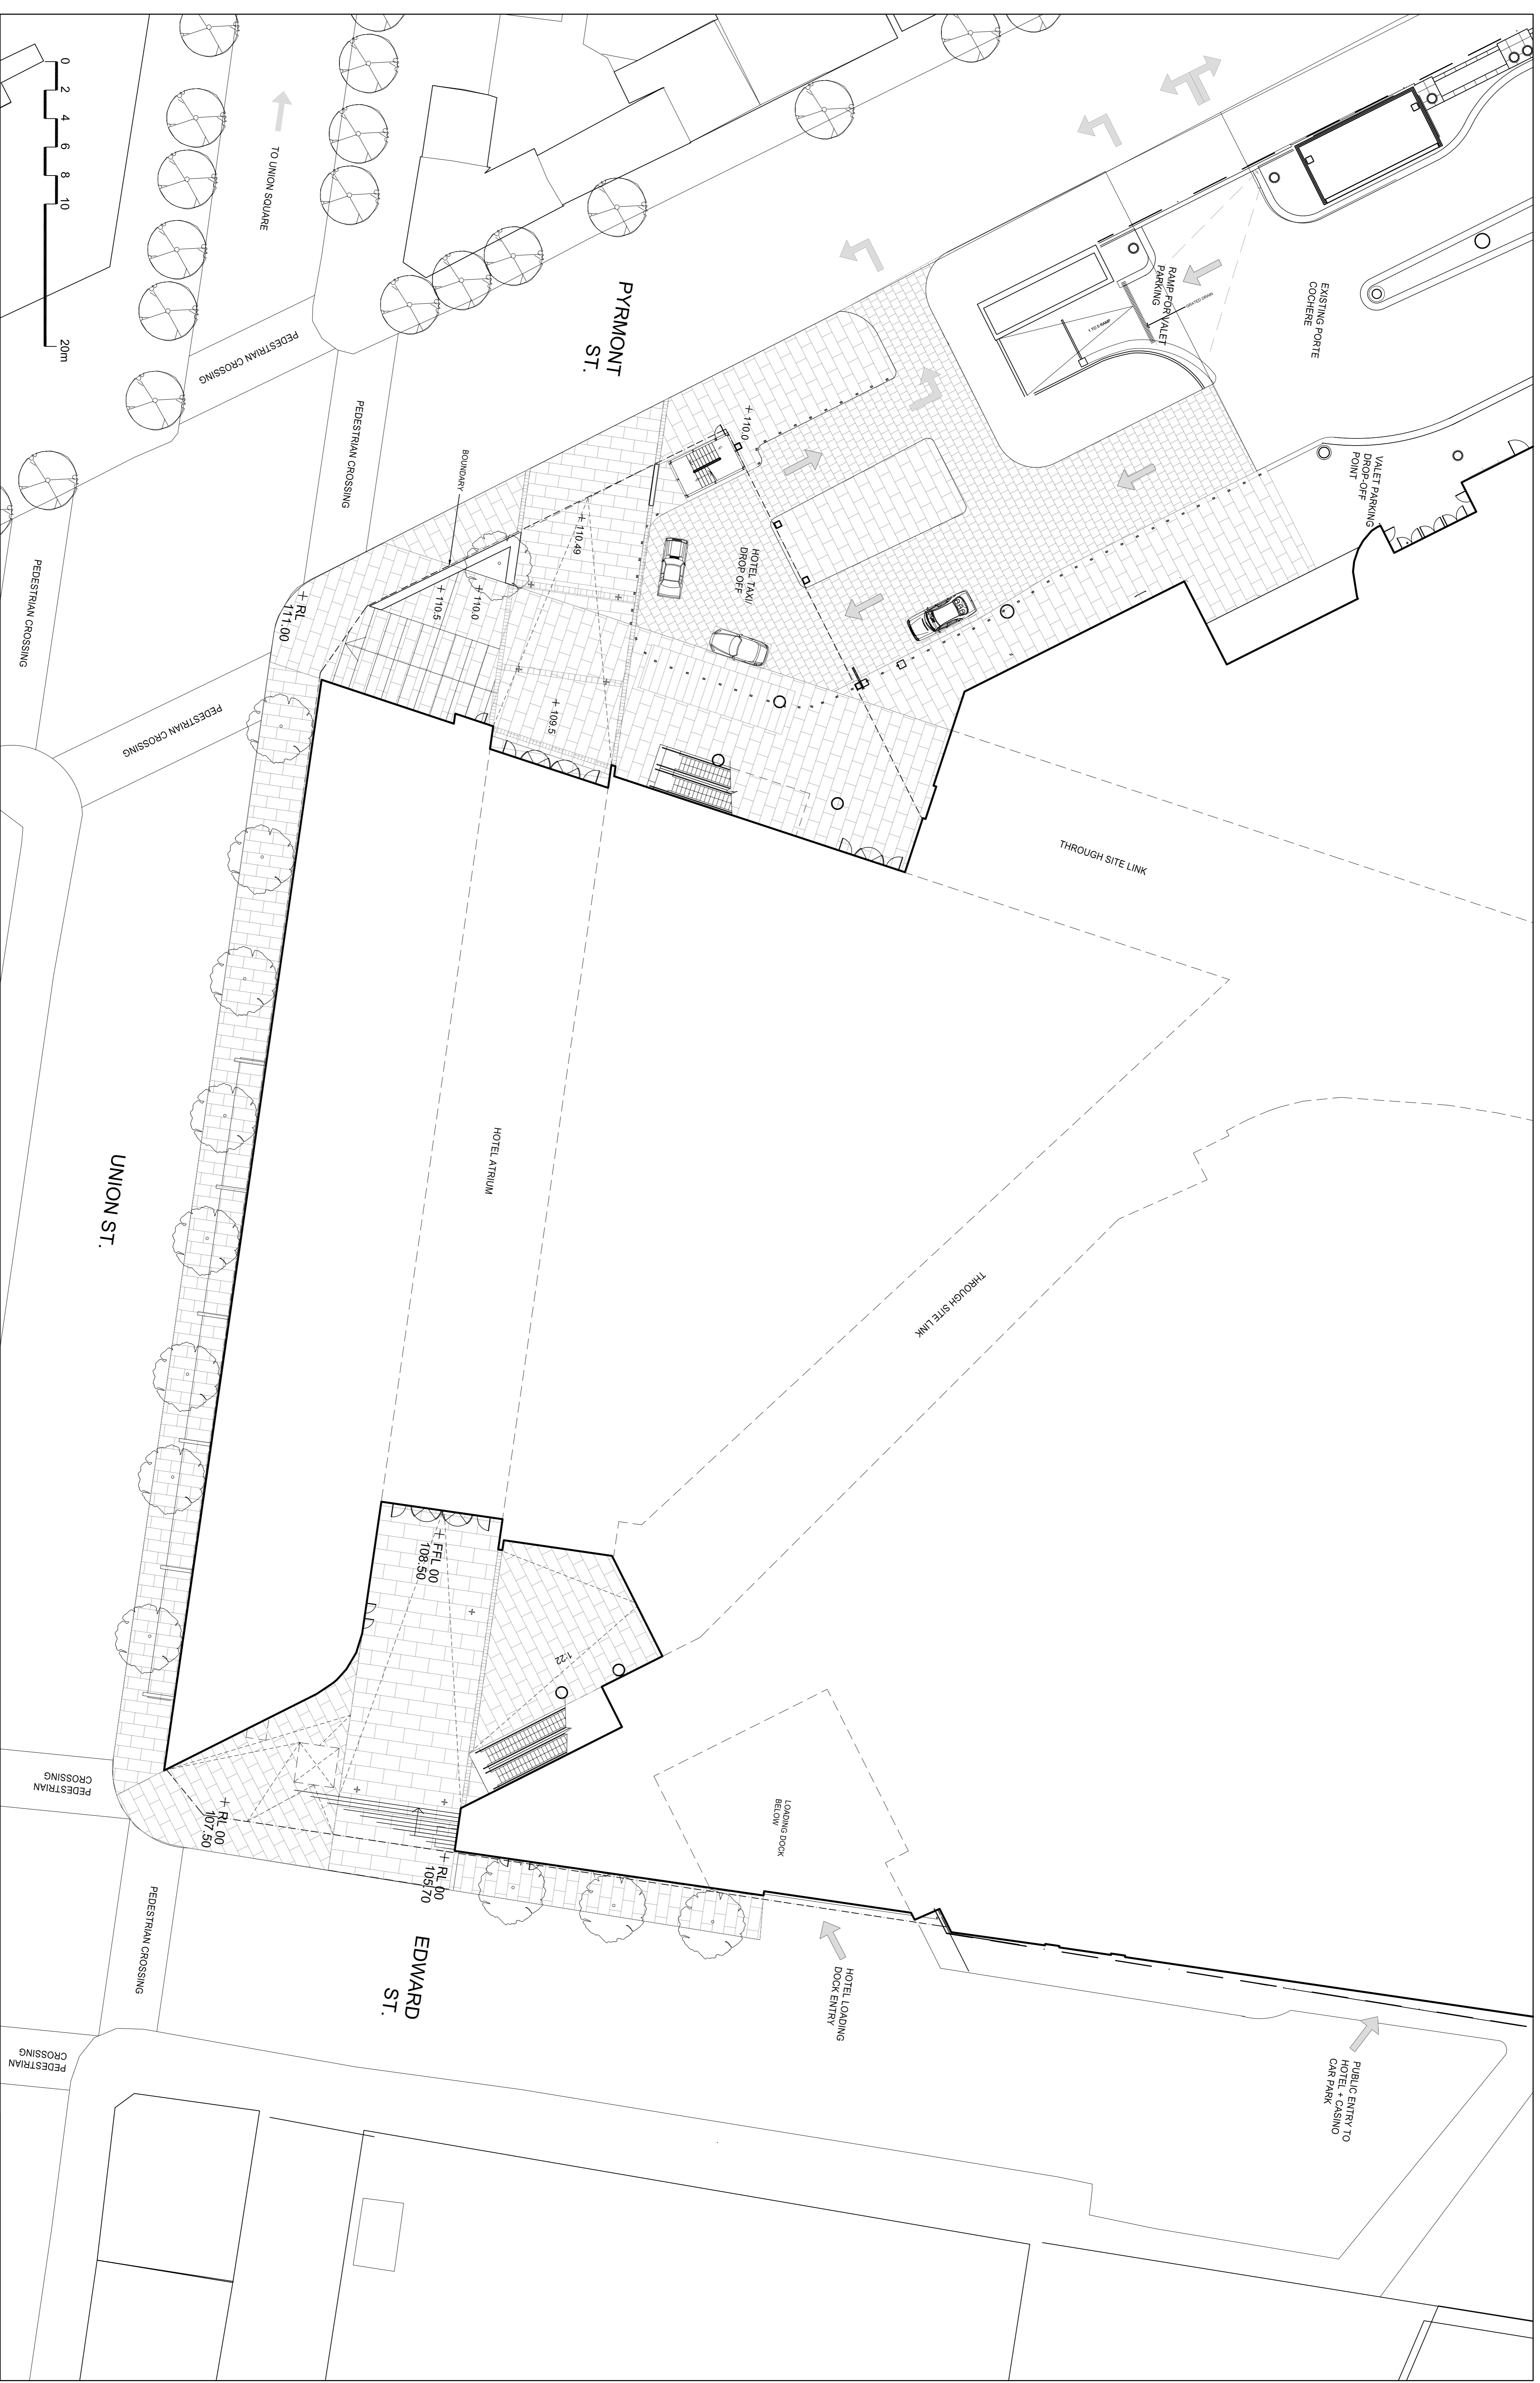 0
2
4
6
8
10
20m
TO UNION SQUARE
PEDESTRIAN CROSSING
PEDESTRIAN CROSSING
PEDESTRIAN CROSSING
PEDESTRIAN CROSSING
PYRMONT
ST.
BOUNDARY
RL
111.00
110.5
110.0
110.49
110.0
109.5
HOTEL TAXI/
DROP OFF
RAMP FOR VALET
PARKING
GRATED DRAIN
EXISTING PORTE
COCHERE
VALET PARKING
DROP-OFF
POINT
THROUGH SITE LINK
HOTEL ATRIUM
UNION ST.
THROUGH SITE LINK
FFL 00
108.50
1:22
RL 00
107.50
RL 00
105.70
LOADING DOCK
BELOW
PEDESTRIAN
CROSSING
PEDESTRIAN CROSSING
PEDESTRIAN
CROSSING
EDWARD
ST.
HOTEL LOADING
DOCK ENTRY
PUBLIC ENTRY TO
HOTEL + CASINO
CAR PARK